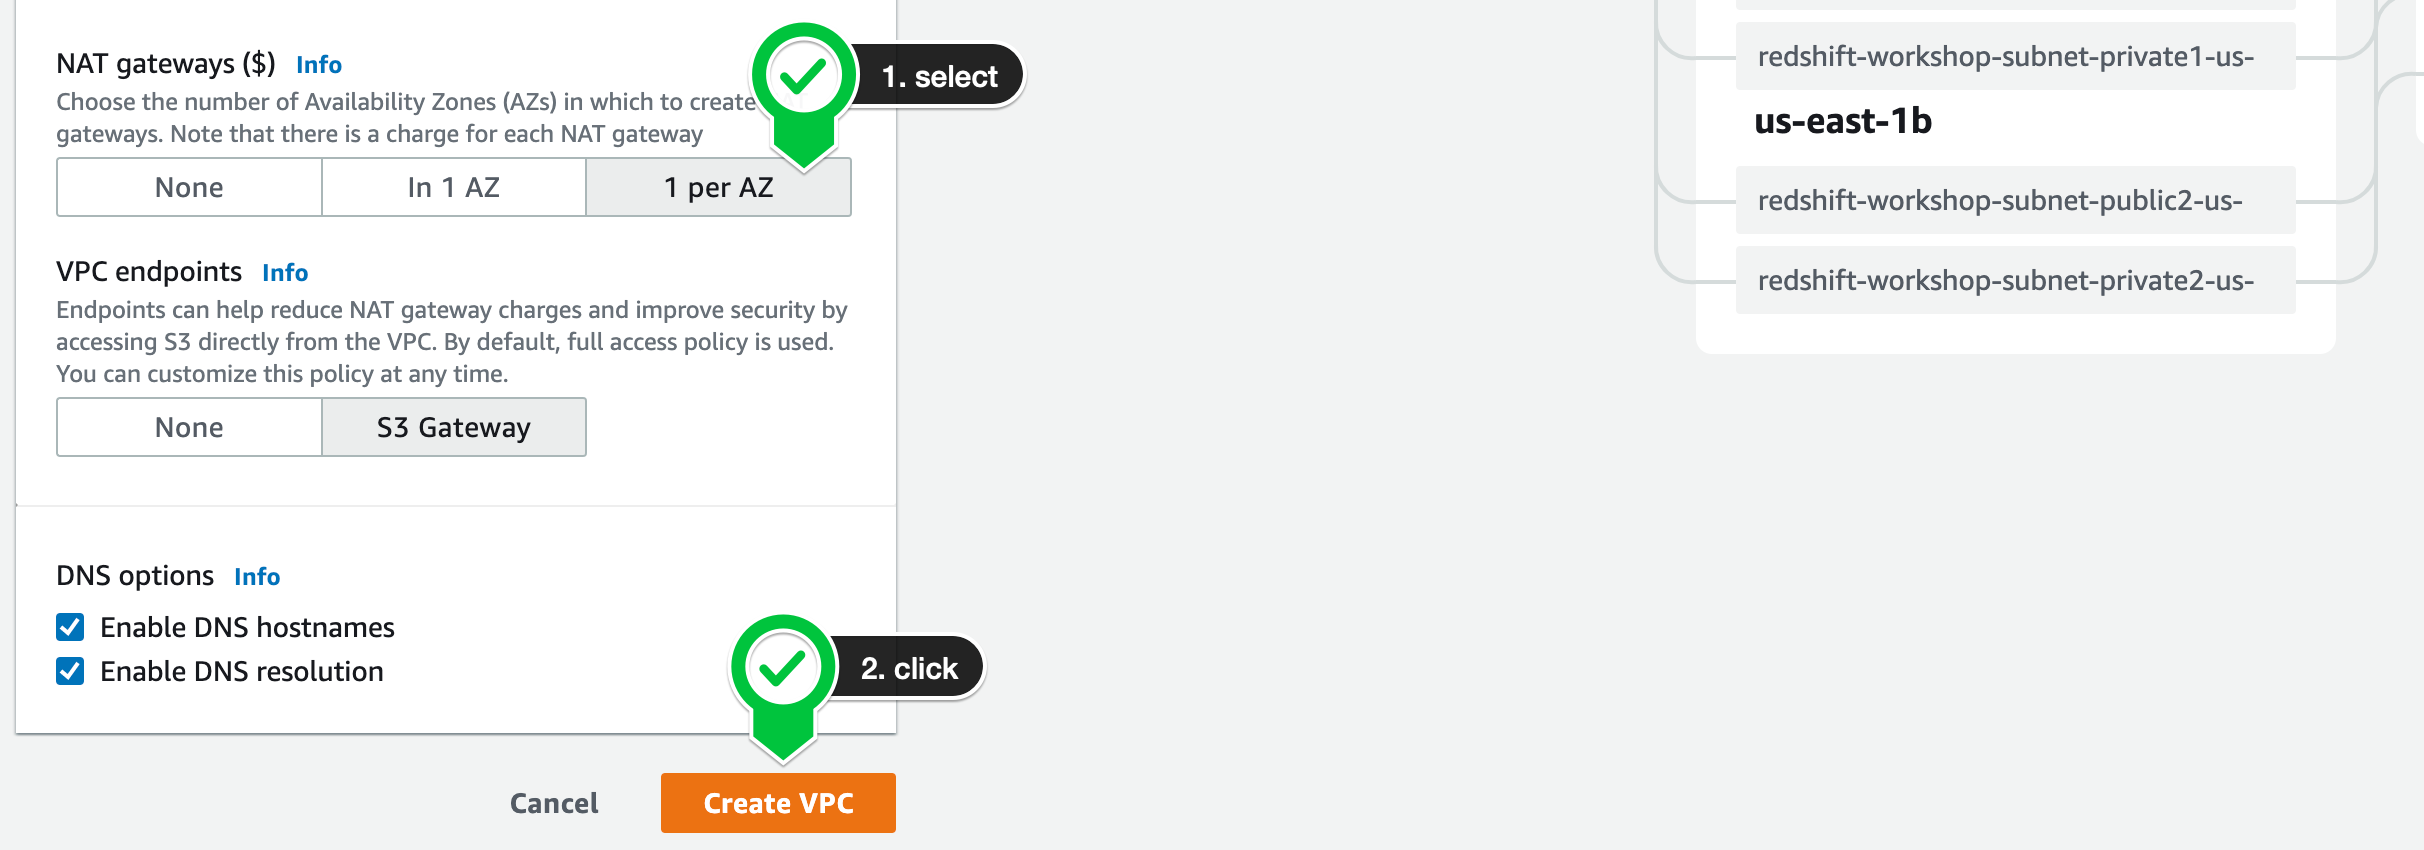 NAT gateways ($) Info
Choose the number of Availability Zones (AZs) in which to create
gateways. Note that there is a charge for each NAT gateway
1. select
None
In 1 AZ
1 per AZ
VPC endpoints Info
Endpoints can help reduce NAT gateway charges and improve security by
accessing S3 directly from the VPC. By default, full access policy is used.
You can customize this policy at any time.
None
S3 Gateway
DNS options Info
Enable DNS hostnames
Enable DNS resolution
2. click
Cancel
Create VPC
redshift-workshop-subnet-private1-us-
us-east-1b
redshift-workshop-subnet-public2-us-
redshift-workshop-subnet-private2-us-